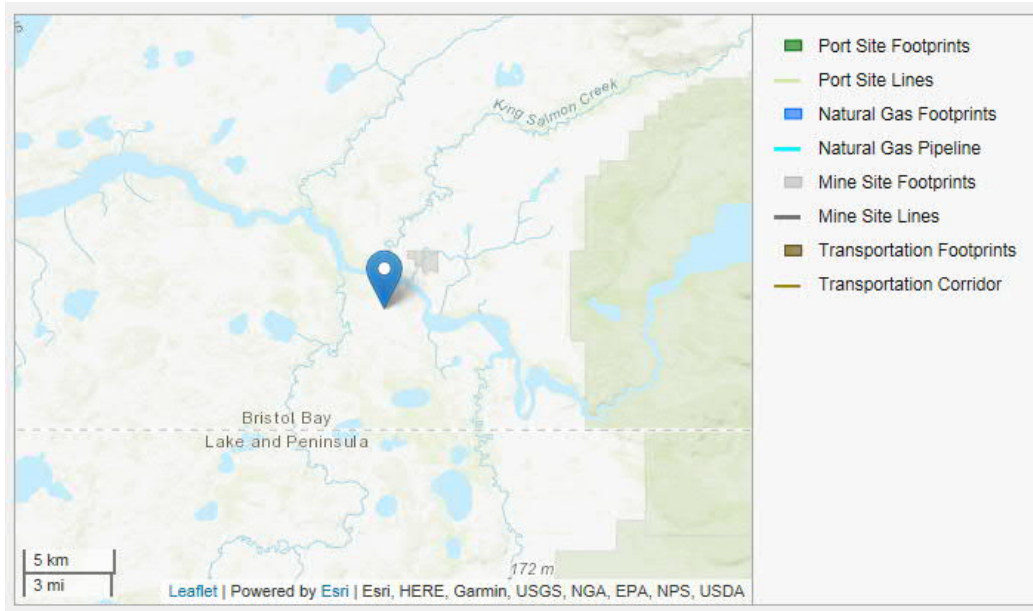 King Salmon Creek
Bristol Bay
Lake and Peninsula
172 m
5 km
3 mi
Leaflet | Powered by Esri | Esri, HERE, Garmin, USGS, NGA, EPA, NPS, USDA
Port Site Footprints
Port Site Lines
Natural Gas Footprints
Natural Gas Pipeline
Mine Site Footprints
Mine Site Lines
Transportation Footprints
Transportation Corridor